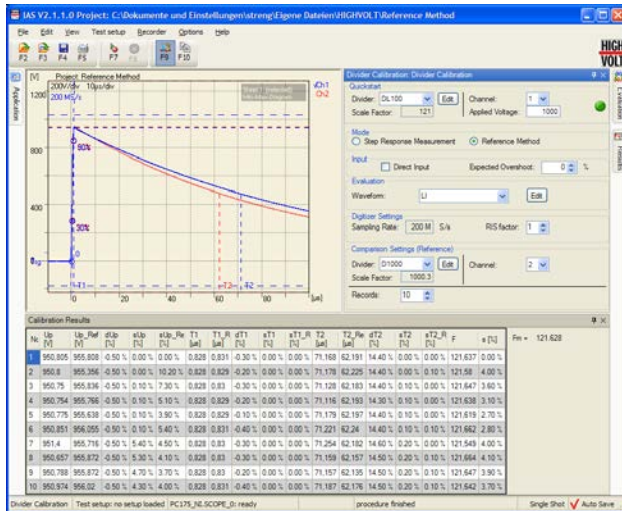 IAS V2.1.1.0 Project: C:\Dokumente und Einstellungen\streng\Eigene Dateien\HIGHVOLT\Reference Method
File Edit View Test setup Recorder Options Help
F2 F3 F4 F5 F7 F8 F9 F10
HIGH
VOLT
Application
[V] Project: Reference Method
200V/div 10µs/div
200 MS/s
Ch1
Ch2
1200
800
400
90%
30%
0
T1 T2 T2
0 20 40 60 80 [µs]
Divider Calibration: Divider Calibration
Quickstart
Divider: DL100 Edit Channel: 1
Scale Factor: 121 Applied Voltage: 1000
Mode
Step Response Measurement Reference Method
Input
Direct Input Expected Overshoot: 0 %
Evaluation
Waveform: LI Edit
Digitizer Settings
Sampling Rate: 200 M S/s RIS factor: 1
Comparison Settings (Reference)
Divider: D1000 Edit Channel: 2
Scale Factor: 1000.3
Records: 10
Evaluation
Results
Calibration Results
Nr. Up [V] Up_Ref [V] dUp [%] sUp [%] sUp_Re [%] T1 [µs] T1_R [µs] dT1 [%] sT1 [%] sT1_R [%] T2 [µs] T2_Re [µs] dT2 [%] sT2 [%] sT2_R [%] F s [%]
Fm = 121.628
1 950,805 955,808 -0.50 % 0.00 % 0.00 % 0,828 0,831 -0.30 % 0.00 % 0.00 % 71,168 62,191 14.40 % 0.00 % 0.00 % 121,637 0.00 %
2 950,8 955,356 -0.50 % 0.00 % 10.20 % 0,828 0,829 -0.20 % 0.00 % 0.00 % 71,178 62,225 14.40 % 0.00 % 0.00 % 121,58 4.00 %
3 950,75 955,836 -0.50 % 0.10 % 7.30 % 0,828 0,83 -0.30 % 0.00 % 0.00 % 71,128 62,183 14.40 % 0.00 % 0.00 % 121,647 3.60 %
4 950,754 955,766 -0.50 % 0.10 % 5.10 % 0,828 0,829 -0.20 % 0.00 % 0.00 % 71,116 62,193 14.30 % 0.00 % 0.10 % 121,638 3.10 %
5 950,775 955,638 -0.50 % 0.10 % 3.90 % 0,828 0,829 -0.10 % 0.00 % 0.00 % 71,179 62,197 14.40 % 0.00 % 0.10 % 121,619 2.70 %
6 950,851 956,055 -0.50 % 0.10 % 5.40 % 0,828 0,831 -0.40 % 0.00 % 0.00 % 71,221 62,24 14.40 % 0.10 % 0.10 % 121,662 2.80 %
7 951,4 955,716 -0.50 % 5.40 % 4.50 % 0,828 0,83 -0.30 % 0.00 % 0.00 % 71,254 62,182 14.60 % 0.20 % 0.00 % 121,549 4.00 %
8 950,657 955,872 -0.50 % 5.30 % 4.10 % 0,828 0,83 -0.30 % 0.00 % 0.00 % 71,159 62,157 14.50 % 0.20 % 0.10 % 121,664 4.10 %
9 950,788 955,872 -0.50 % 4.70 % 3.70 % 0,828 0,83 -0.20 % 0.00 % 0.00 % 71,157 62,135 14.50 % 0.20 % 0.10 % 121,647 3.90 %
10 950,974 956,02 -0.50 % 4.30 % 4.00 % 0,828 0,831 -0.40 % 0.00 % 0.00 % 71,187 62,176 14.50 % 0.20 % 0.10 % 121,642 3.70 %
Divider Calibration Test setup: no setup loaded PC175_NI.SCOPE_0: ready procedure finished Single Shot Auto Save